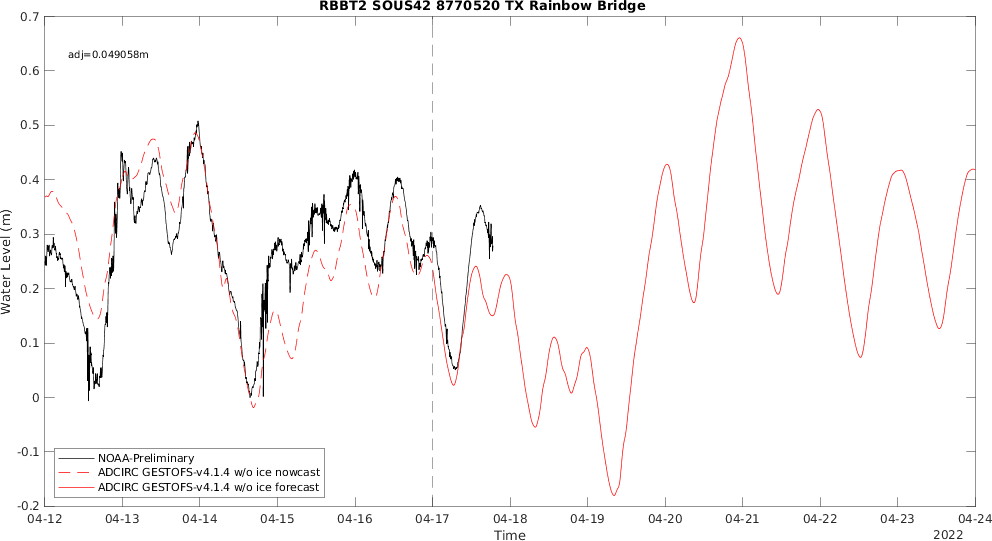 RBBT2 SOUS42 8770520 TX Rainbow Bridge
adj=0.049058m
Water Level (m)
0.7
0.6
0.5
0.4
0.3
0.2
0.1
0
-0.1
-0.2
NOAA-Preliminary
ADCIRC GESTOFS-v4.1.4 w/o ice nowcast
ADCIRC GESTOFS-v4.1.4 w/o ice forecast
04-12 04-13 04-14 04-15 04-16 04-17 04-18 04-19 04-20 04-21 04-22 04-23 04-24
Time
2022